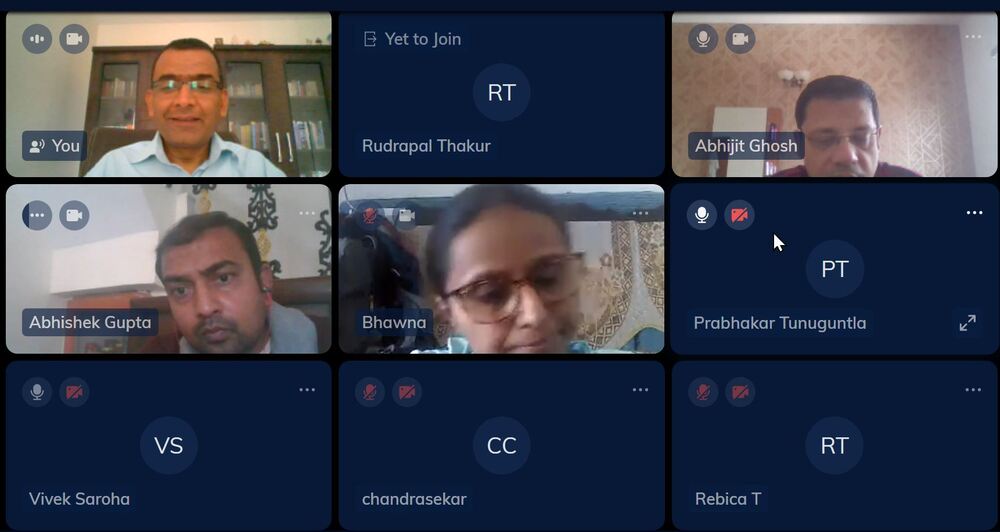 Yet to Join
RT
You
Rudrapal Thakur
Abhijit Ghosh
PT
Abhishek Gupta
Bhawna
Prabhakar Tunuguntla
VS
CC
RT
Vivek Saroha
chandrasekar
Rebica T